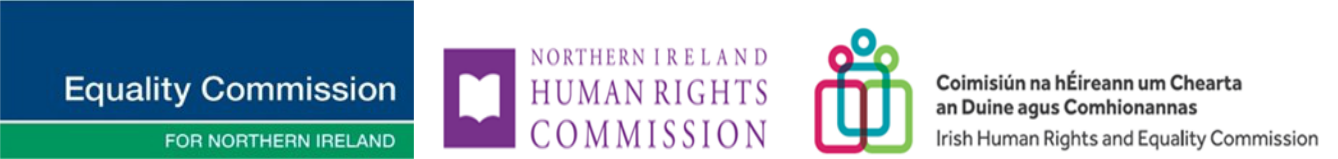 Equality Commission
FOR NORTHERN IRELAND
NORTHERN IRELAND
HUMAN RIGHTS
COMMISSION
Coimisiún na hÉireann um Chearta
an Duine agus Comhionannas
Irish Human Rights and Equality Commission